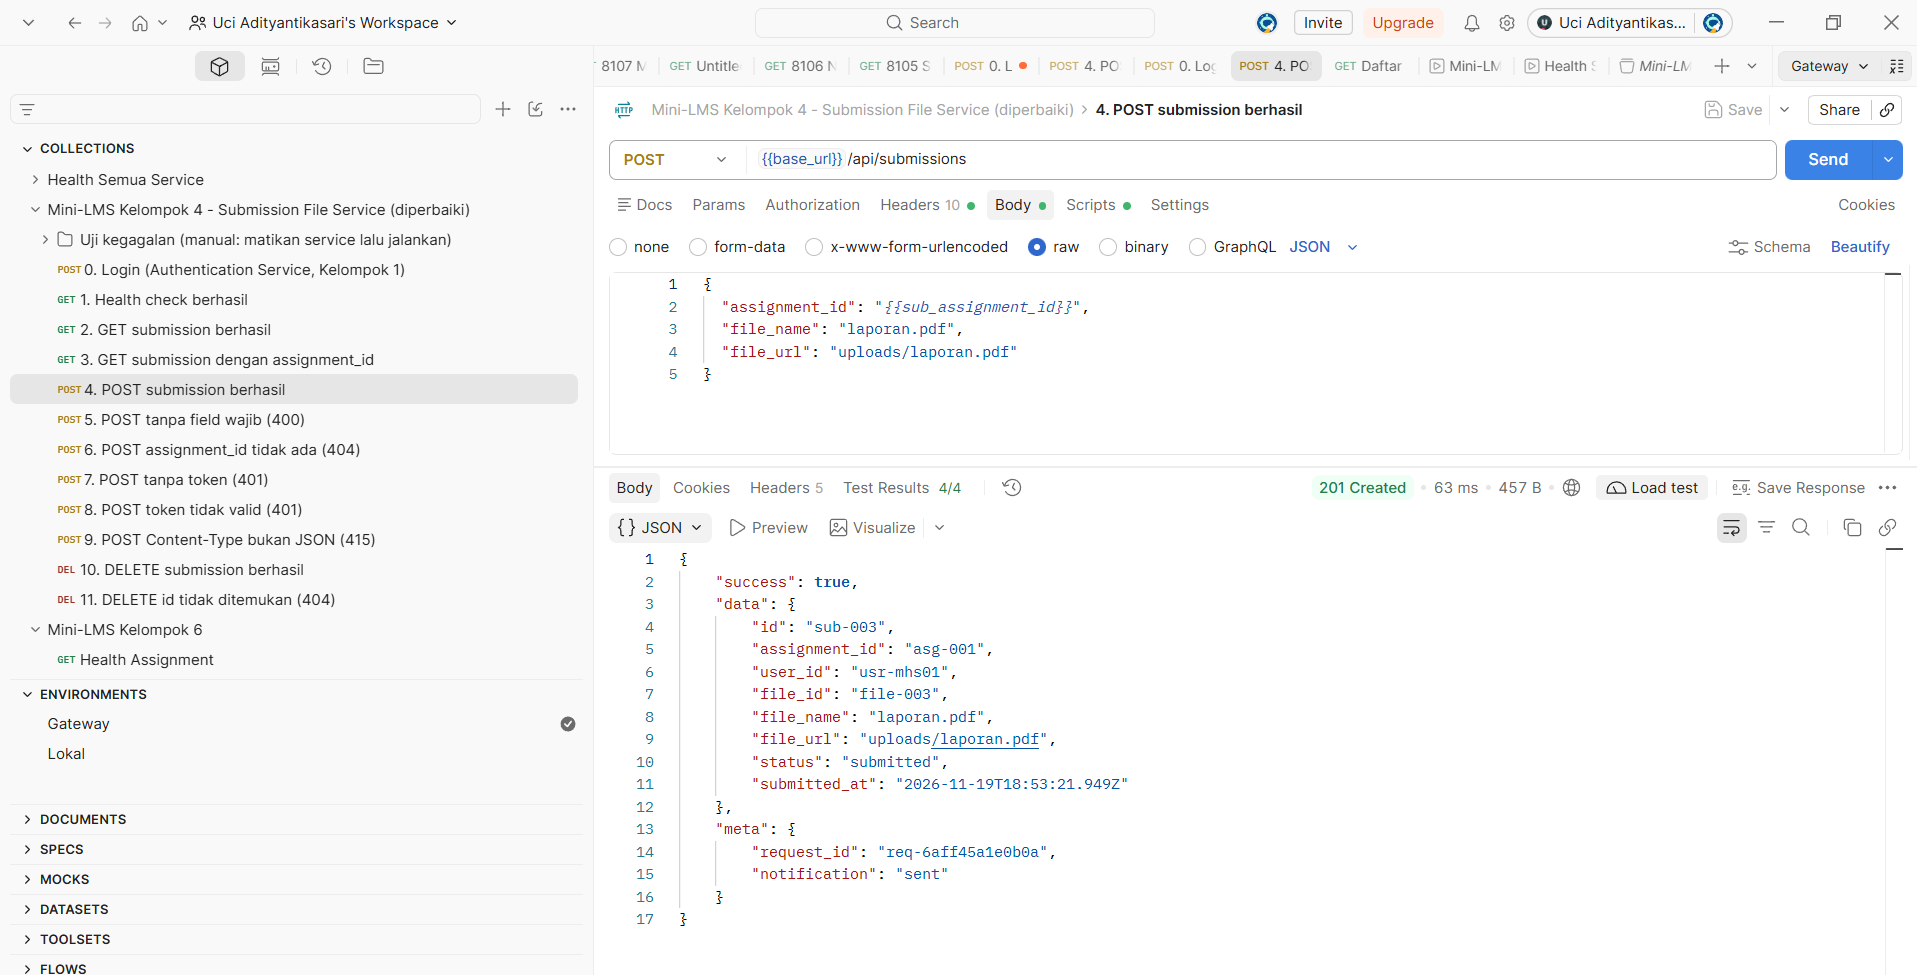 Uci Adityantikasari's Workspace
Search
Invite
Upgrade
Uci Adityantikas...
8107 M
GET Untitle
GET 8106 N
GET 8105 S
POST 0. L
POST 4. PO
POST 0. Lo
POST 4. PO
GET Daftar
Mini-LM
Health S
Mini-LM
Gateway
COLLECTIONS
Health Semua Service
Mini-LMS Kelompok 4 - Submission File Service (diperbaiki)
Uji kegagalan (manual: matikan service lalu jalankan)
POST 0. Login (Authentication Service, Kelompok 1)
GET 1. Health check berhasil
GET 2. GET submission berhasil
GET 3. GET submission dengan assignment_id
POST 4. POST submission berhasil
POST 5. POST tanpa field wajib (400)
POST 6. POST assignment_id tidak ada (404)
POST 7. POST tanpa token (401)
POST 8. POST token tidak valid (401)
POST 9. POST Content-Type bukan JSON (415)
DEL 10. DELETE submission berhasil
DEL 11. DELETE id tidak ditemukan (404)
Mini-LMS Kelompok 6
GET Health Assignment
ENVIRONMENTS
Gateway
Lokal
DOCUMENTS
SPECS
MOCKS
DATASETS
TOOLSETS
FLOWS
HTTP Mini-LMS Kelompok 4 - Submission File Service (diperbaiki) > 4. POST submission berhasil
Save
Share
POST {{base_url}} /api/submissions
Send
Docs Params Authorization Headers 10 Body Scripts Settings
Cookies
none form-data x-www-form-urlencoded raw binary GraphQL JSON
Schema Beautify
1 {
2 "assignment_id": "{{sub_assignment_id}}",
3 "file_name": "laporan.pdf",
4 "file_url": "uploads/laporan.pdf"
5 }
Body Cookies Headers 5 Test Results 4/4
201 Created • 63 ms • 457 B
Load test
e.g. Save Response
{} JSON Preview Visualize
1 {
2 "success": true,
3 "data": {
4 "id": "sub-003",
5 "assignment_id": "asg-001",
6 "user_id": "usr-mhs01",
7 "file_id": "file-003",
8 "file_name": "laporan.pdf",
9 "file_url": "uploads/laporan.pdf",
10 "status": "submitted",
11 "submitted_at": "2026-11-19T18:53:21.949Z"
12 },
13 "meta": {
14 "request_id": "req-6aff45a1e0b0a",
15 "notification": "sent"
16 }
17 }